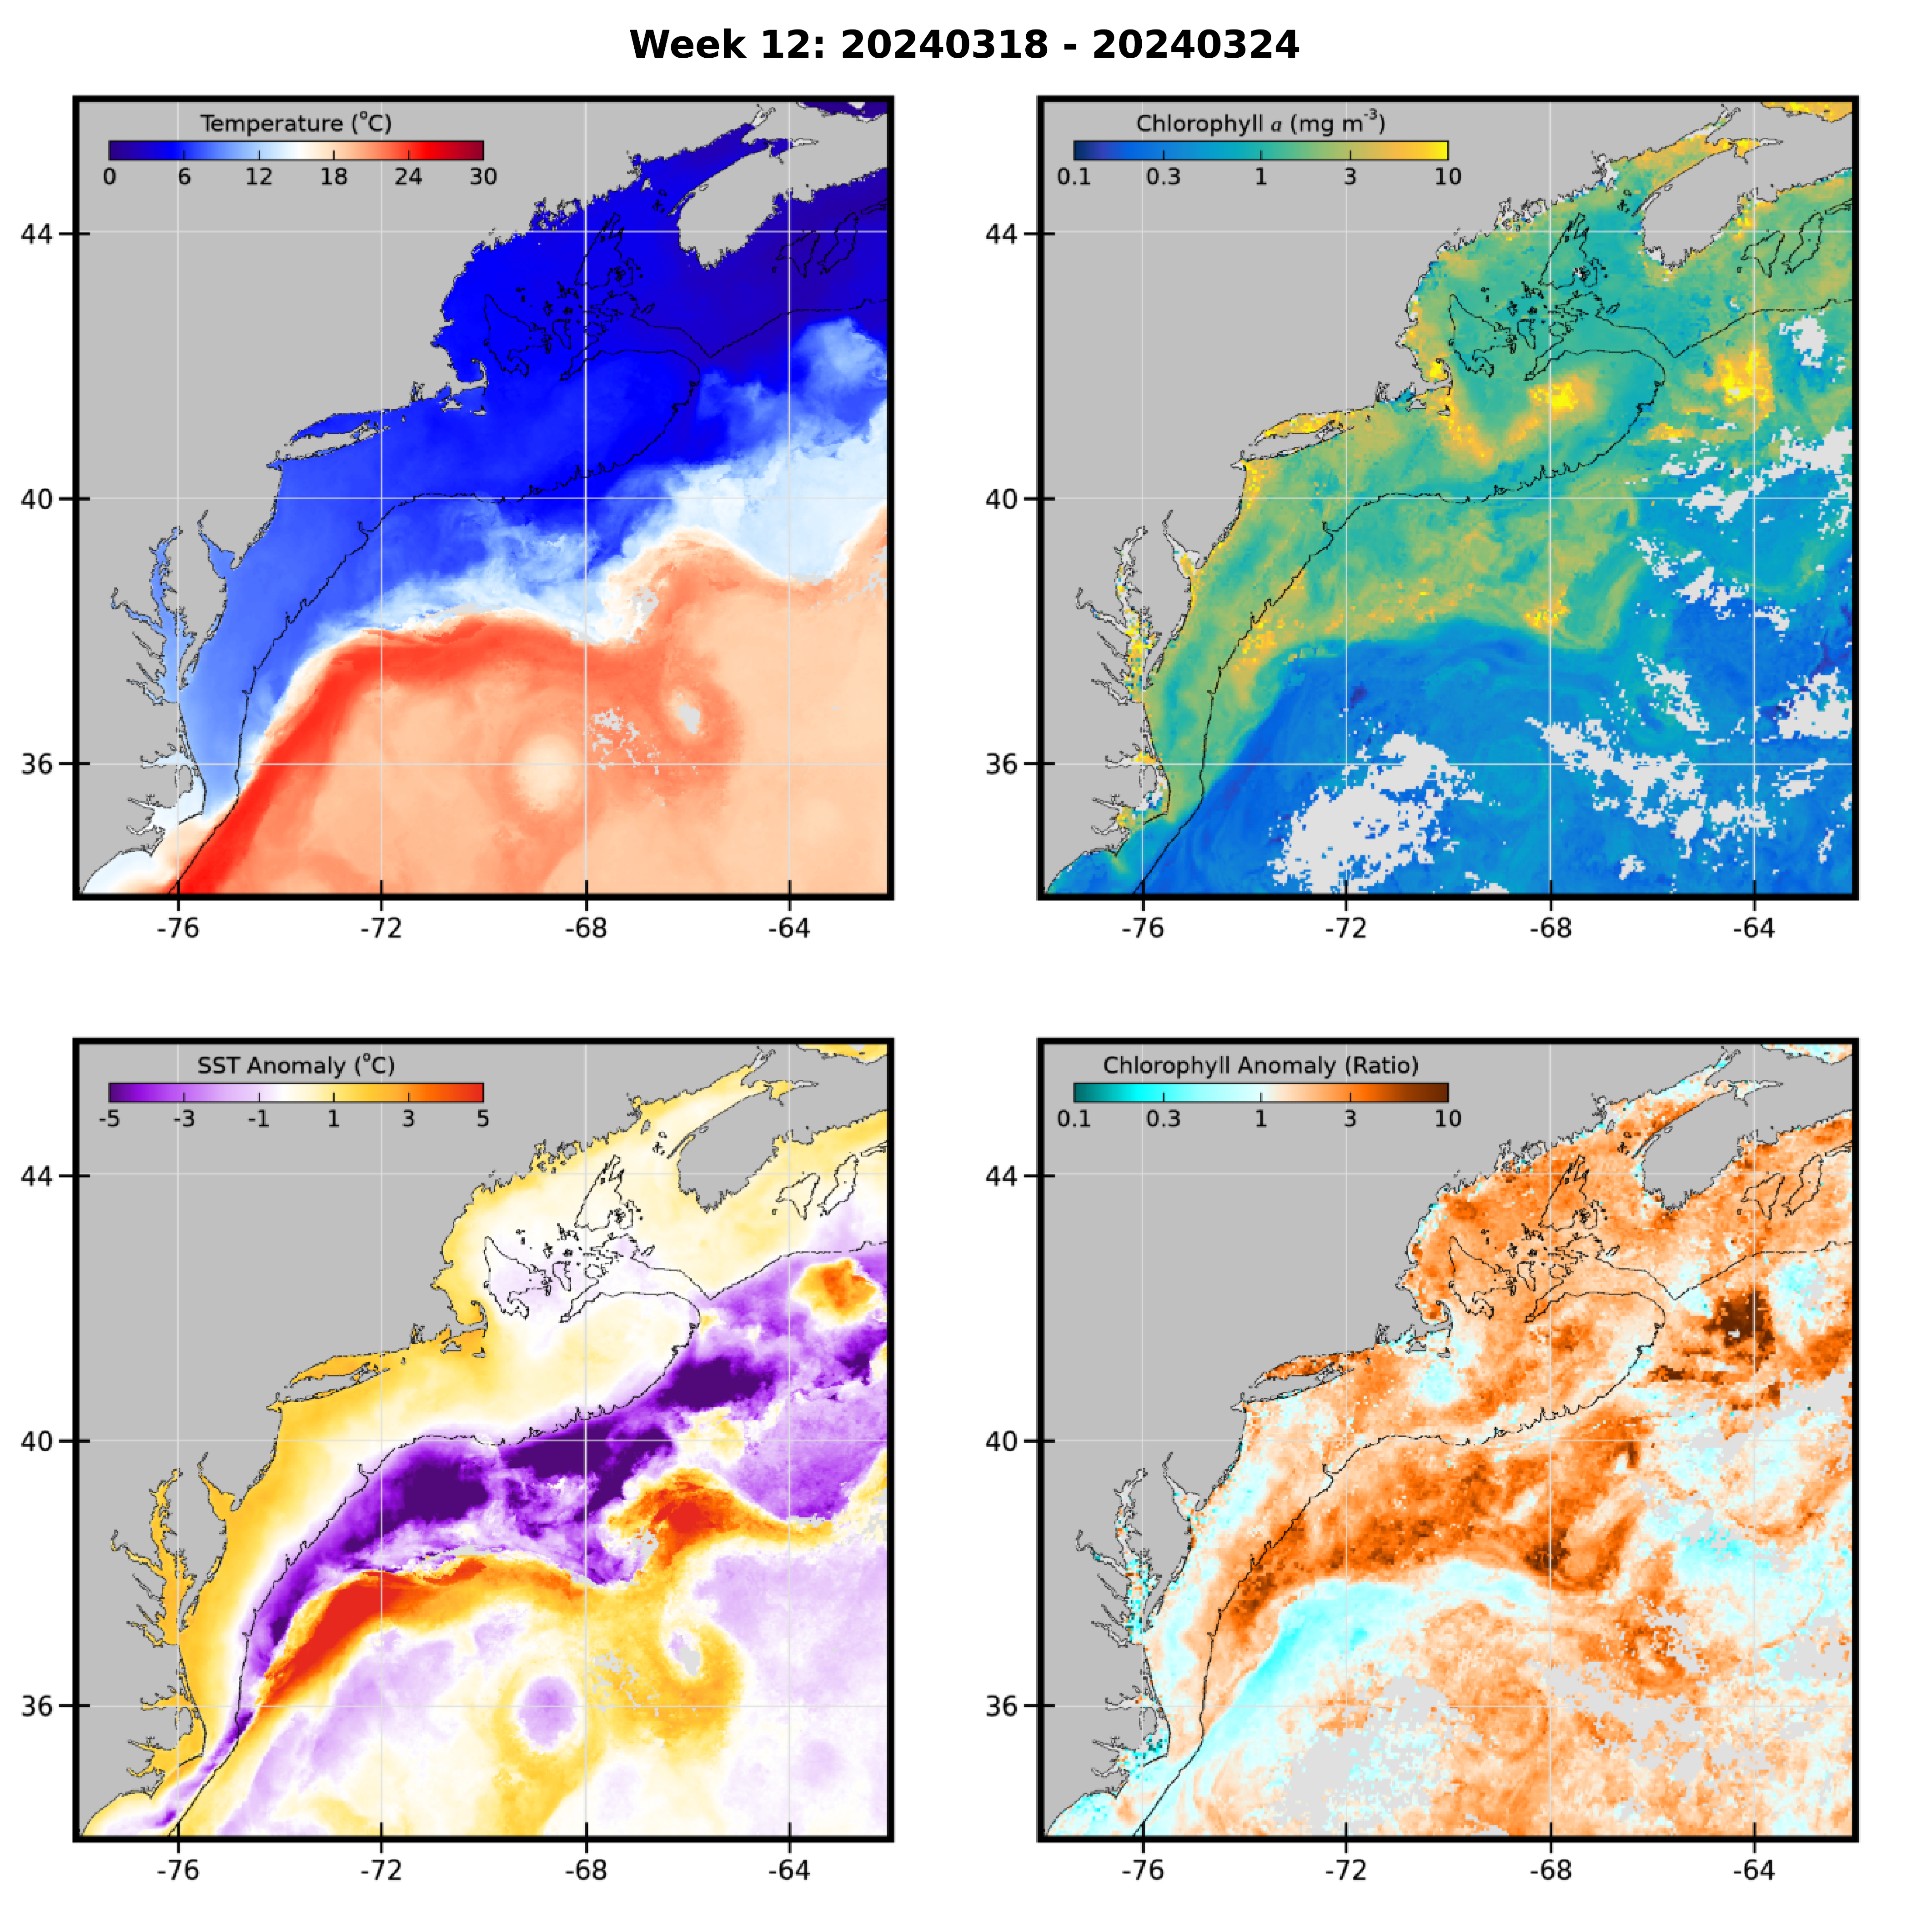 Week 12: 20240318 - 20240324
Temperature (°C)
0 6 12 18 24 30
44
40
36
-76 -72 -68 -64
Chlorophyll a (mg m⁻³)
0.1 0.3 1 3 10
44
40
36
-76 -72 -68 -64
SST Anomaly (°C)
-5 -3 -1 1 3 5
44
40
36
-76 -72 -68 -64
Chlorophyll Anomaly (Ratio)
0.1 0.3 1 3 10
44
40
36
-76 -72 -68 -64